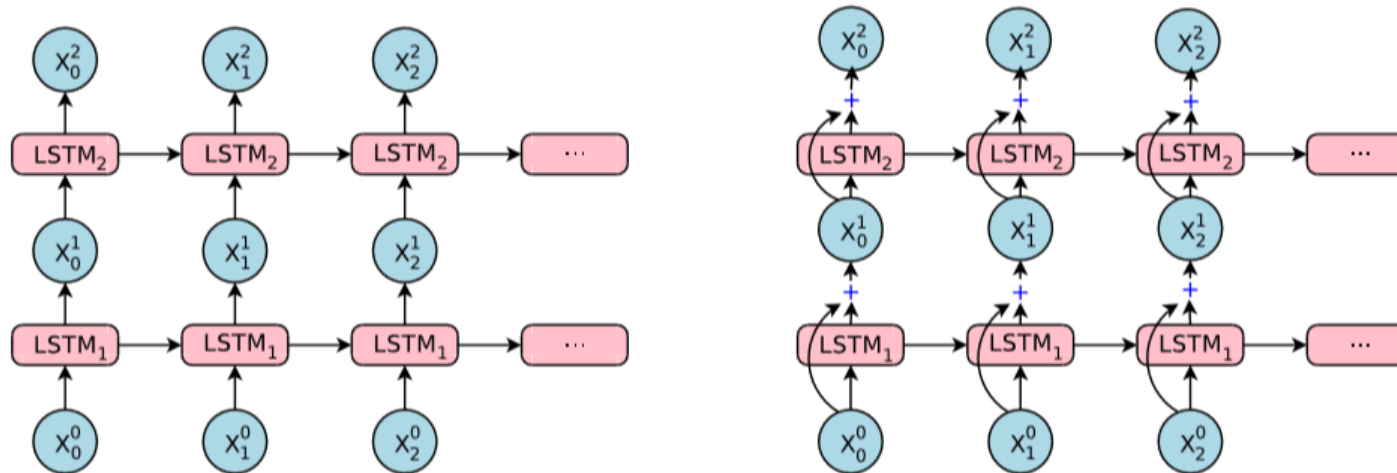 X₀² X₁² X₂² X₀² X₁² X₂²
+ + +
LSTM₂ LSTM₂ LSTM₂ ... LSTM₂ LSTM₂ LSTM₂ ...
X₀¹ X₁¹ X₂¹ X₀¹ X₁¹ X₂¹
+ + +
LSTM₁ LSTM₁ LSTM₁ ... LSTM₁ LSTM₁ LSTM₁ ...
X₀⁰ X₁⁰ X₂⁰ X₀⁰ X₁⁰ X₂⁰